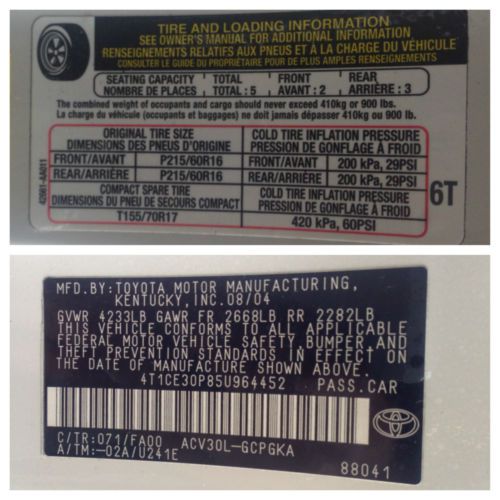 TIRE AND LOADING INFORMATION
SEE OWNER'S MANUAL FOR ADDITIONAL INFORMATION
RENSEIGNEMENTS RELATIFS AUX PNEUS ET À LA CHARGE DU VÉHICULE
CONSULTER LE GUIDE DU PROPRIÉTAIRE POUR DE PLUS AMPLES RENSEIGNEMENTS
SEATING CAPACITY TOTAL FRONT REAR
NOMBRE DE PLACES TOTAL : 5 AVANT : 2 ARRIÈRE : 3
The combined weight of occupants and cargo should never exceed 410kg or 900 lbs.
La charge du véhicule (occupants et bagages) ne doit jamais dépasser 410kg or 900 lb.
ORIGINAL TIRE SIZE COLD TIRE INFLATION PRESSURE
DIMENSIONS DES PNEUS D'ORIGINE PRESSION DE GONFLAGE À FROID
FRONT/AVANT P215/60R16 FRONT/AVANT 200 kPa, 29PSI
REAR/ARRIÈRE P215/60R16 REAR/ARRIÈRE 200 kPa, 29PSI
COMPACT SPARE TIRE COLD TIRE INFLATION PRESSURE
DIMENSIONS DU PNEU DE SECOURS COMPACT PRESSION DE GONFLAGE À FROID
T155/70R17 420 kPa, 60PSI
6T
42661-AA011
MFD.BY:TOYOTA MOTOR MANUFACTURING,
KENTUCKY,INC.08/04
GVWR 4233LB GAWR FR 2668LB RR 2282LB
THIS VEHICLE CONFORMS TO ALL APPLICABLE
FEDERAL MOTOR VEHICLE SAFETY,BUMPER,AND
THEFT PREVENTION STANDARDS IN EFFECT ON
THE DATE OF MANUFACTURE SHOWN ABOVE.
4T1CE30P85U964452 PASS.CAR
C/TR:071/FA00 ACV30L-GCPGKA
A/TM:-02A/U241E 88041